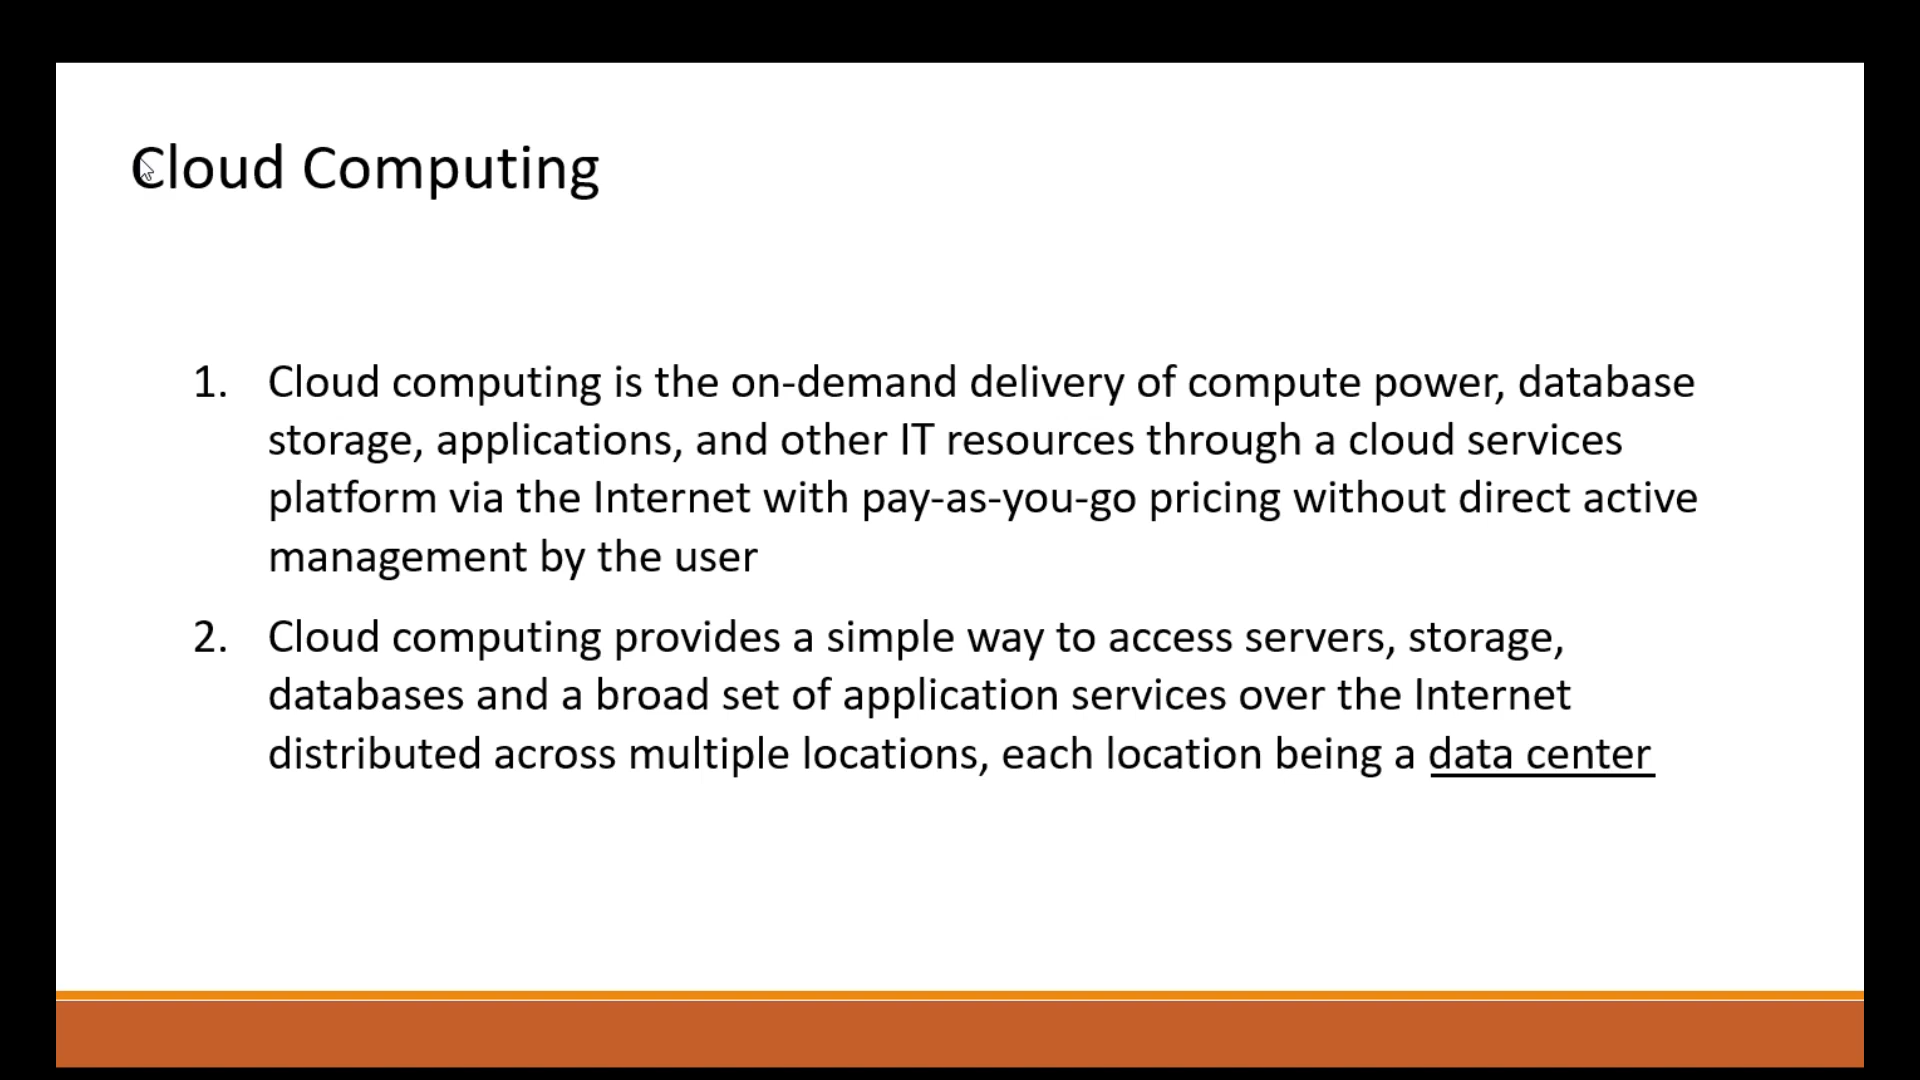 Cloud Computing
1. Cloud computing is the on-demand delivery of compute power, database
storage, applications, and other IT resources through a cloud services
platform via the Internet with pay-as-you-go pricing without direct active
management by the user
2. Cloud computing provides a simple way to access servers, storage,
databases and a broad set of application services over the Internet
distributed across multiple locations, each location being a data center